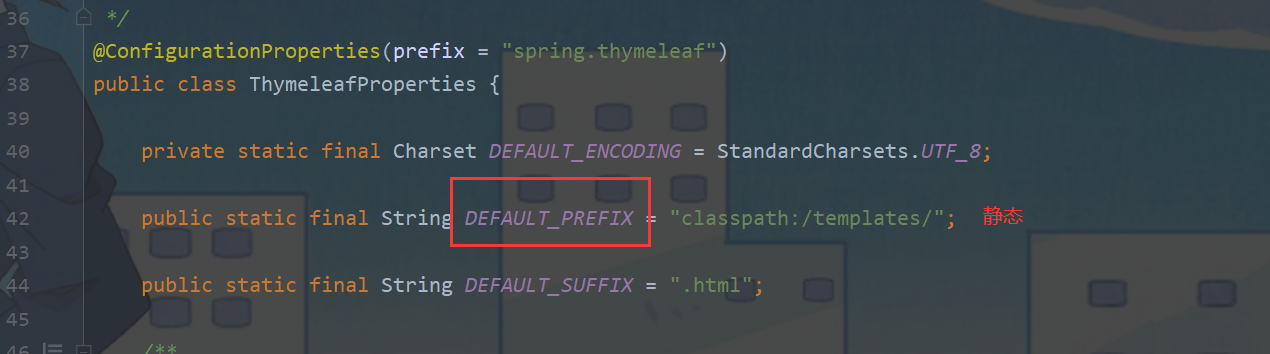 36 */
37 @ConfigurationProperties(prefix = "spring.thymeleaf")
38 public class ThymeleafProperties {
39
40 private static final Charset DEFAULT_ENCODING = StandardCharsets.UTF_8;
41
42 public static final String DEFAULT_PREFIX = "classpath:/templates/"; 静态
43
44 public static final String DEFAULT_SUFFIX = ".html";
45
46 /**